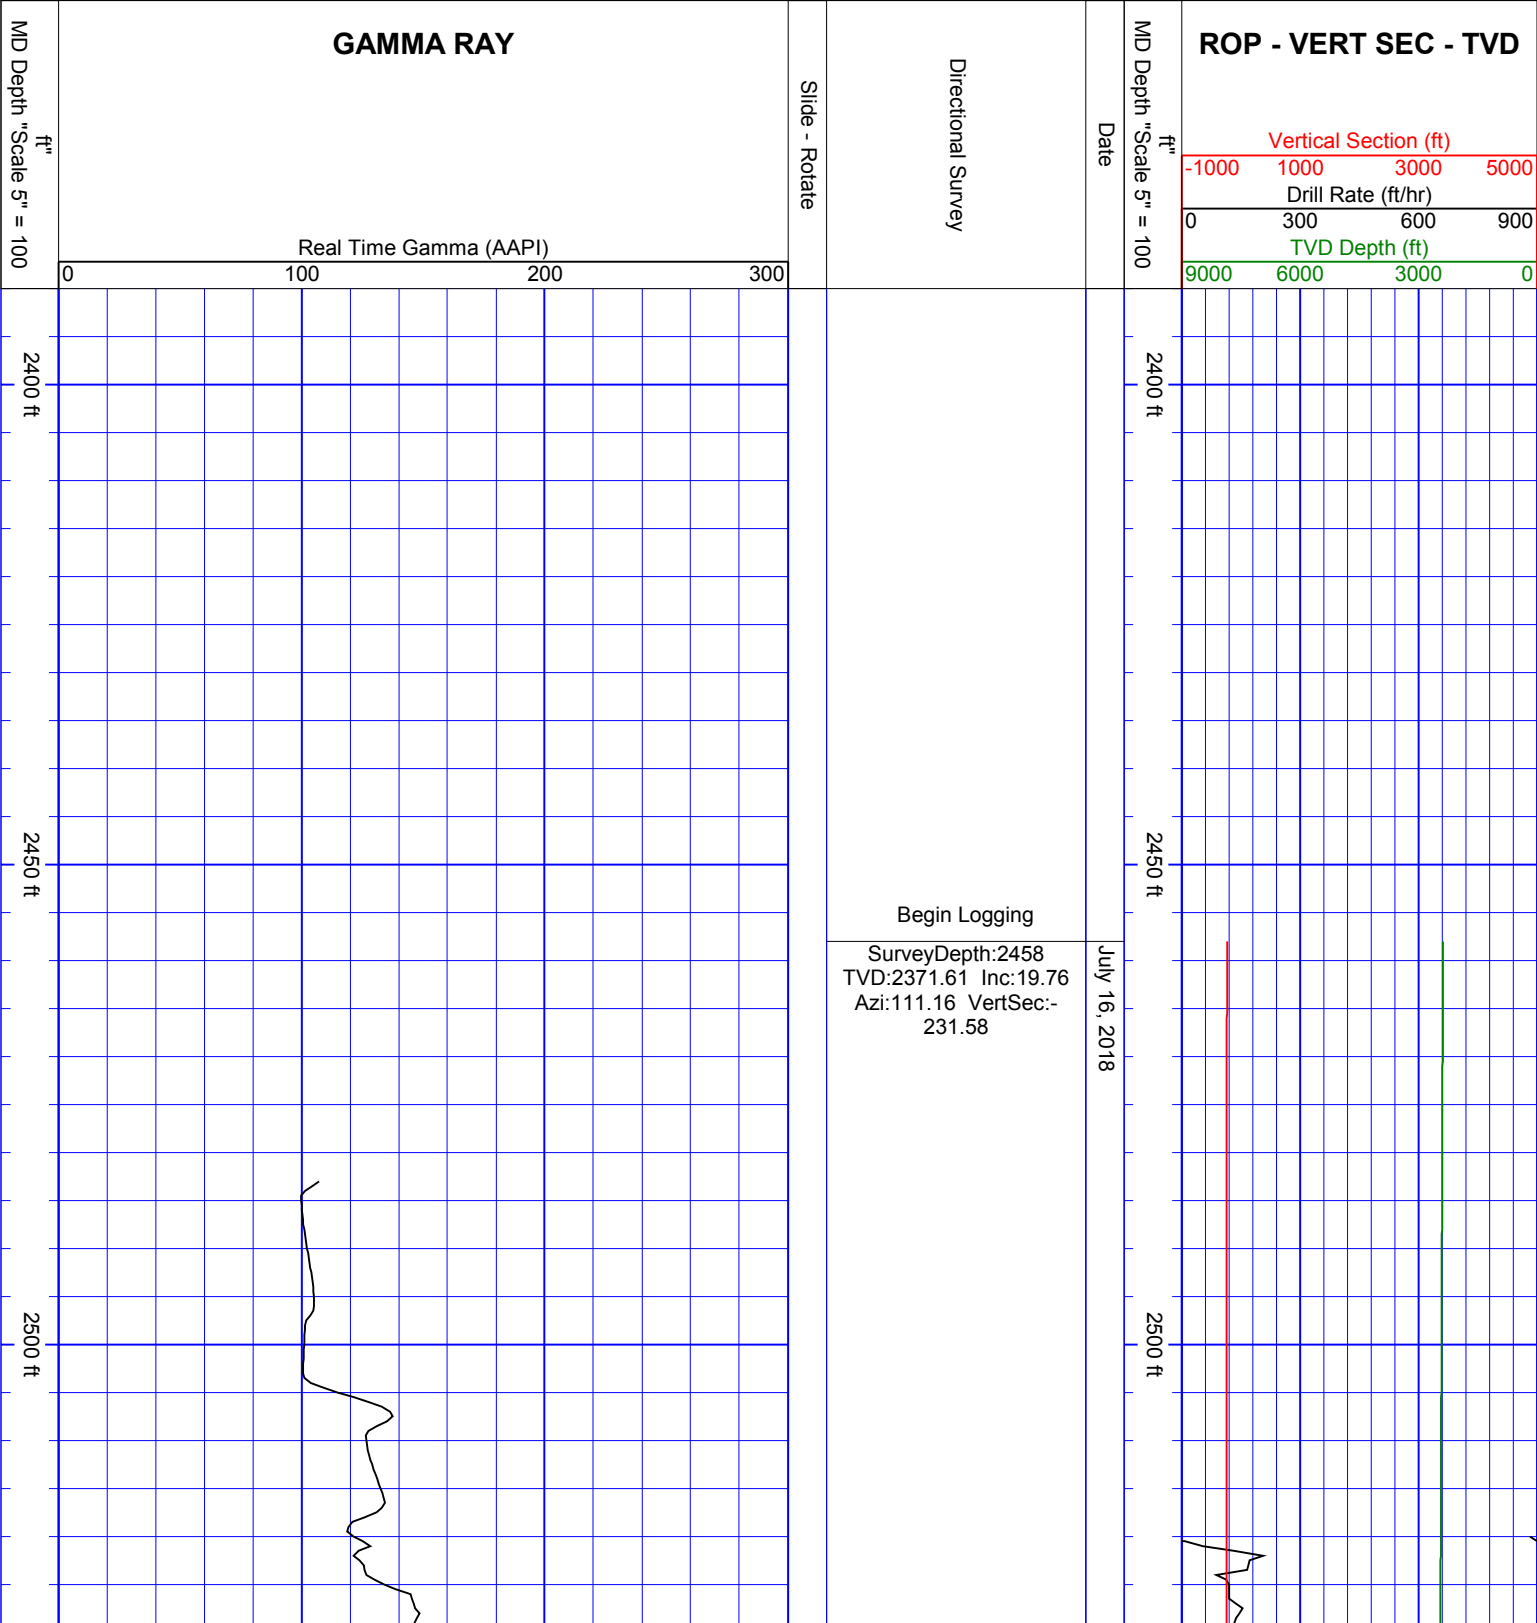 MD Depth "Scale 5" = 100
ft"
GAMMA RAY
Real Time Gamma (AAPI)
0 100 200 300
Slide - Rotate
Directional Survey
Date
MD Depth "Scale 5" = 100
ft"
ROP - VERT SEC - TVD
Vertical Section (ft)
-1000 1000 3000 5000
Drill Rate (ft/hr)
0 300 600 900
TVD Depth (ft)
9000 6000 3000 0
2400 ft
2400 ft
2450 ft
2450 ft
Begin Logging
SurveyDepth:2458
TVD:2371.61 Inc:19.76
Azi:111.16 VertSec:-
231.58
July 16, 2018
2500 ft
2500 ft